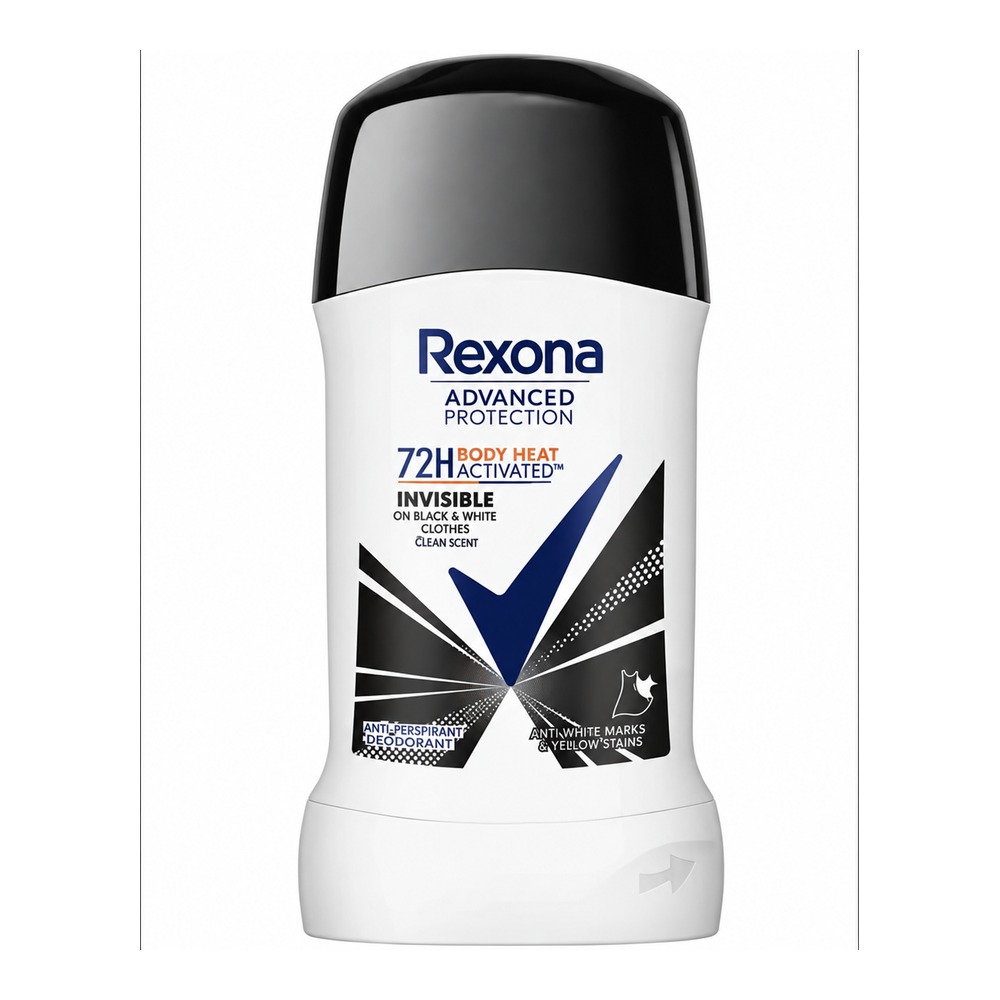 Rexona
ADVANCED
PROTECTION
72H BODY HEAT
ACTIVATED™
INVISIBLE
ON BLACK & WHITE
CLOTHES
CLEAN SCENT
ANTI-PERSPIRANT
DEODORANT
ANTI WHITE MARKS
& YELLOW STAINS